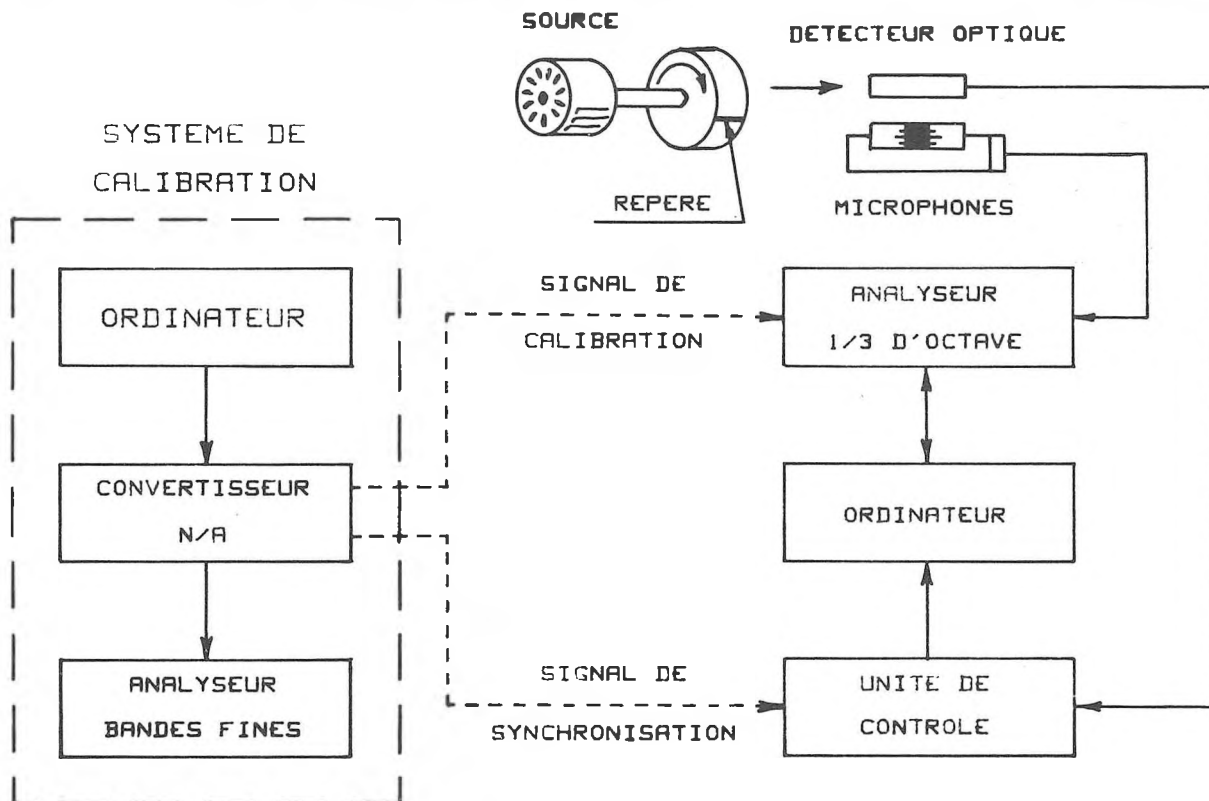 SOURCE
DETECTEUR OPTIQUE
REPERE
MICROPHONES
SYSTEME DE
CALIBRATION
ORDINATEUR
CONVERTISSEUR
N/A
ANALYSEUR
BANDES FINES
SIGNAL DE
CALIBRATION
SIGNAL DE
SYNCHRONISATION
ANALYSEUR
1/3 D'OCTAVE
ORDINATEUR
UNITE DE
CONTROLE